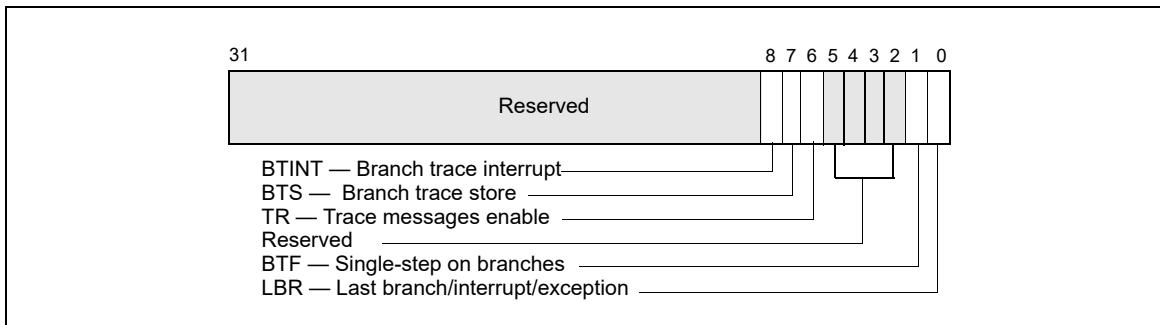 31 8 7 6 5 4 3 2 1 0
Reserved
BTINT — Branch trace interrupt
BTS — Branch trace store
TR — Trace messages enable
Reserved
BTF — Single-step on branches
LBR — Last branch/interrupt/exception